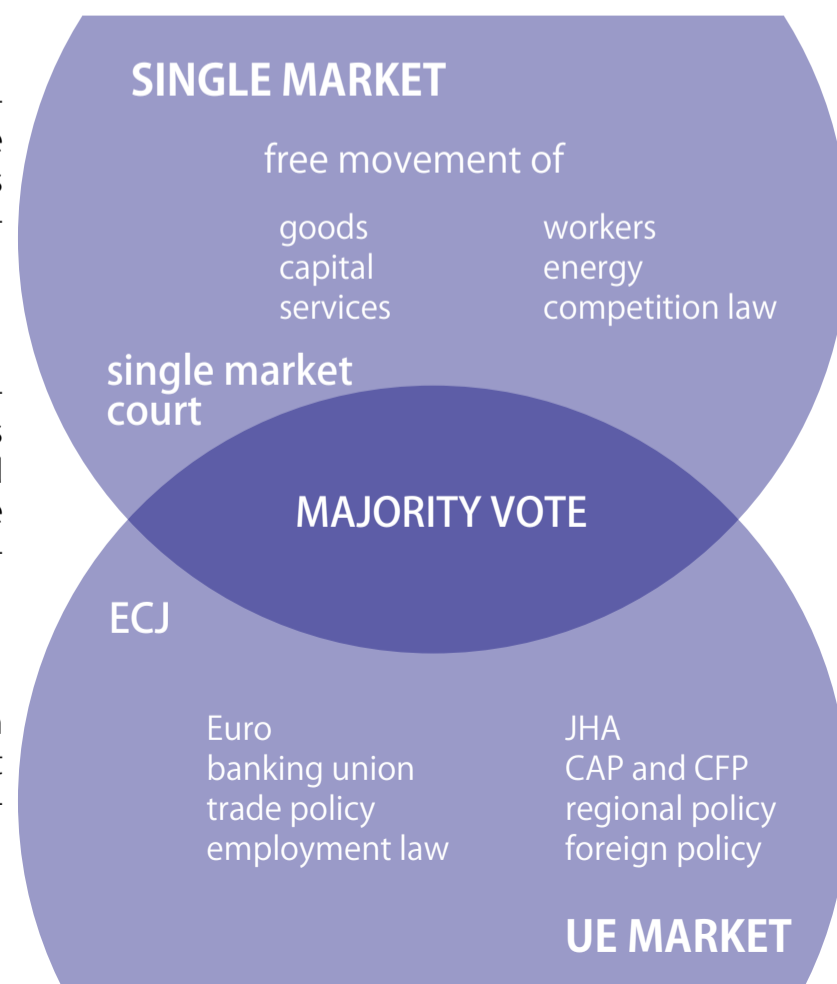 SINGLE MARKET
free movement of
goods
capital
services
workers
energy
competition law
single market
court
MAJORITY VOTE
ECJ
Euro
banking union
trade policy
employment law
JHA
CAP and CFP
regional policy
foreign policy
UE MARKET